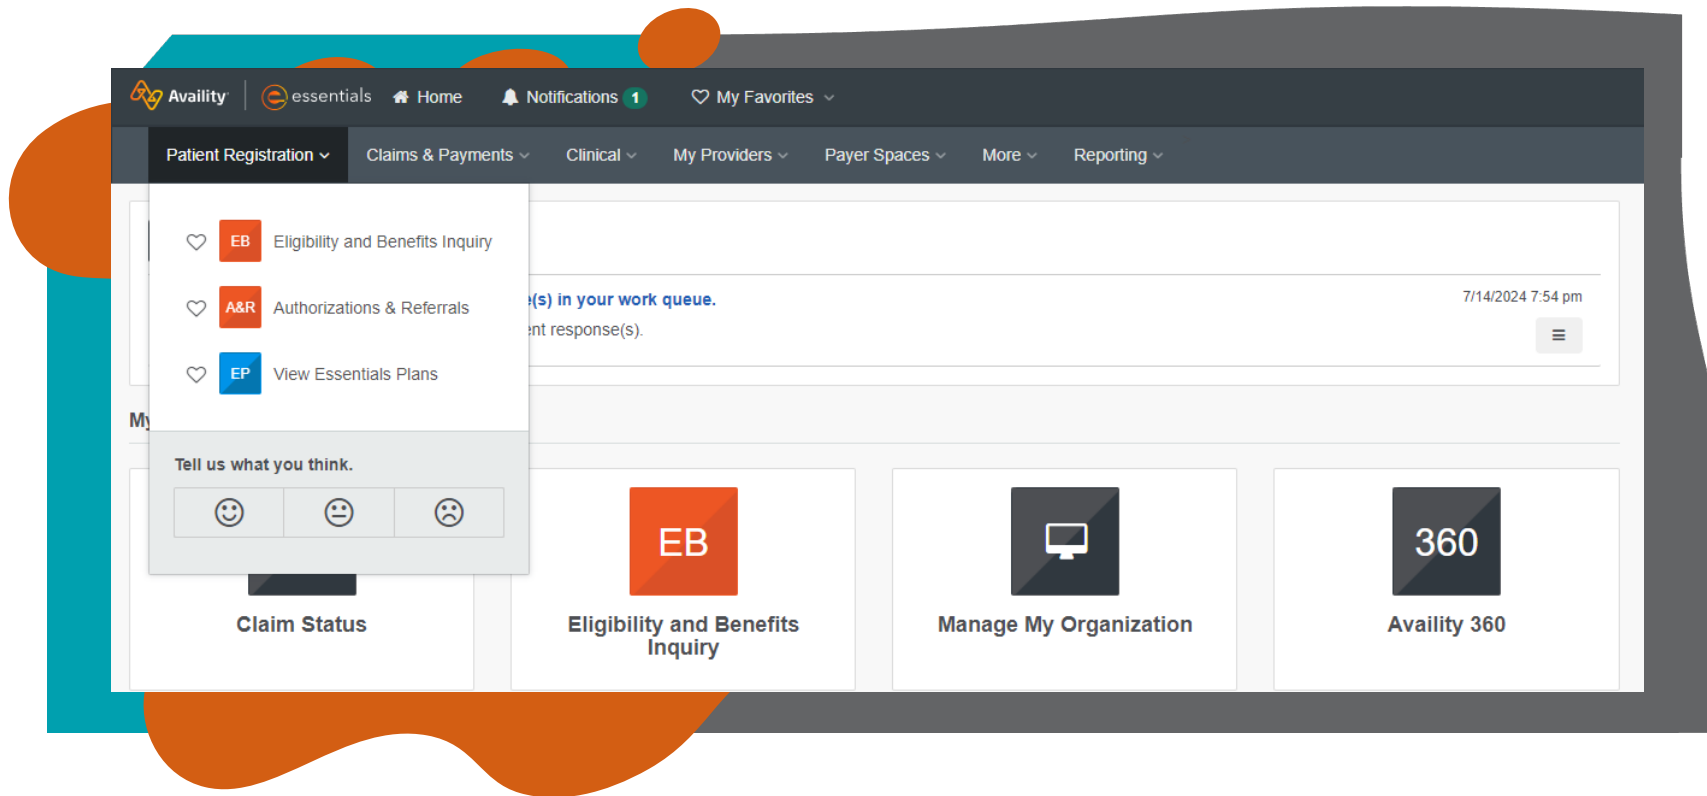 Availity essentials Home Notifications 1 My Favorites
Patient Registration Claims & Payments Clinical My Providers Payer Spaces More Reporting
EB Eligibility and Benefits Inquiry
A&R Authorizations & Referrals
EP View Essentials Plans
(s) in your work queue.
7/14/2024 7:54 pm
response(s).
My
Tell us what you think.
Claim Status
EB
Eligibility and Benefits
Inquiry
Manage My Organization
360
Availity 360